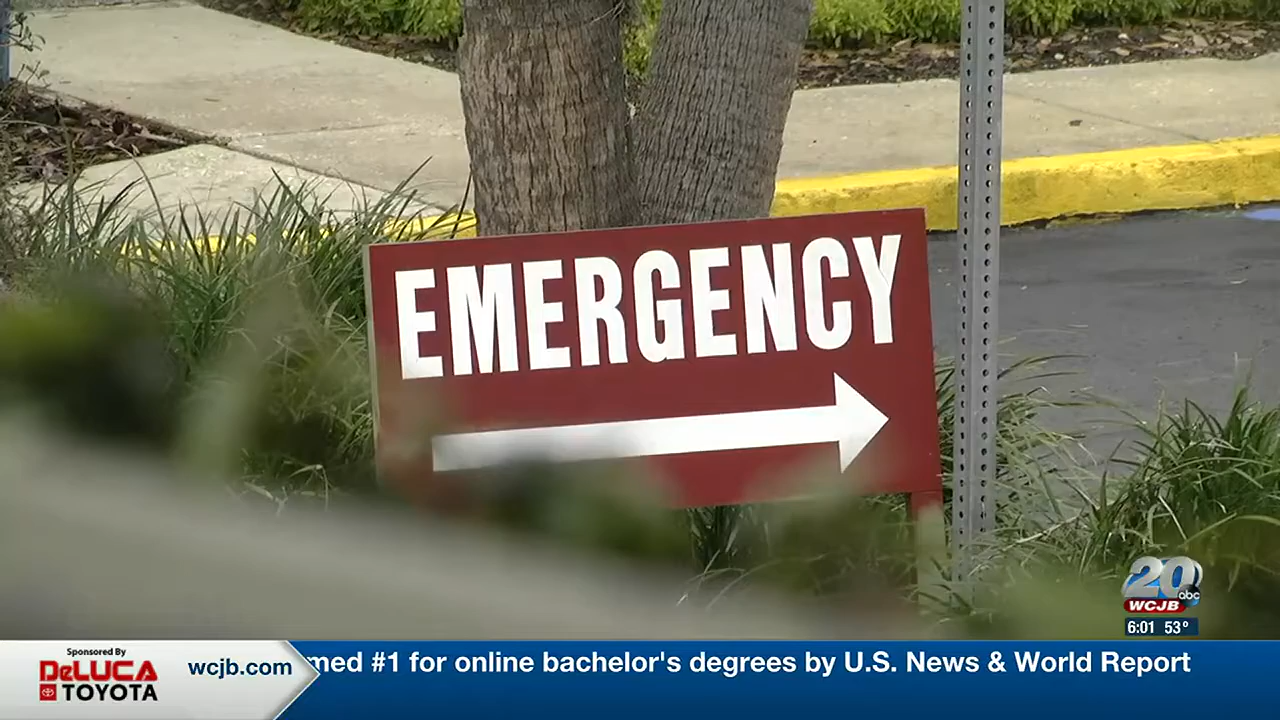 EMERGENCY
20
abc
WCJB
6:01 53°
Sponsored By
DELUCA
TOYOTA
wcjb.com
med #1 for online bachelor's degrees by U.S. News & World Report